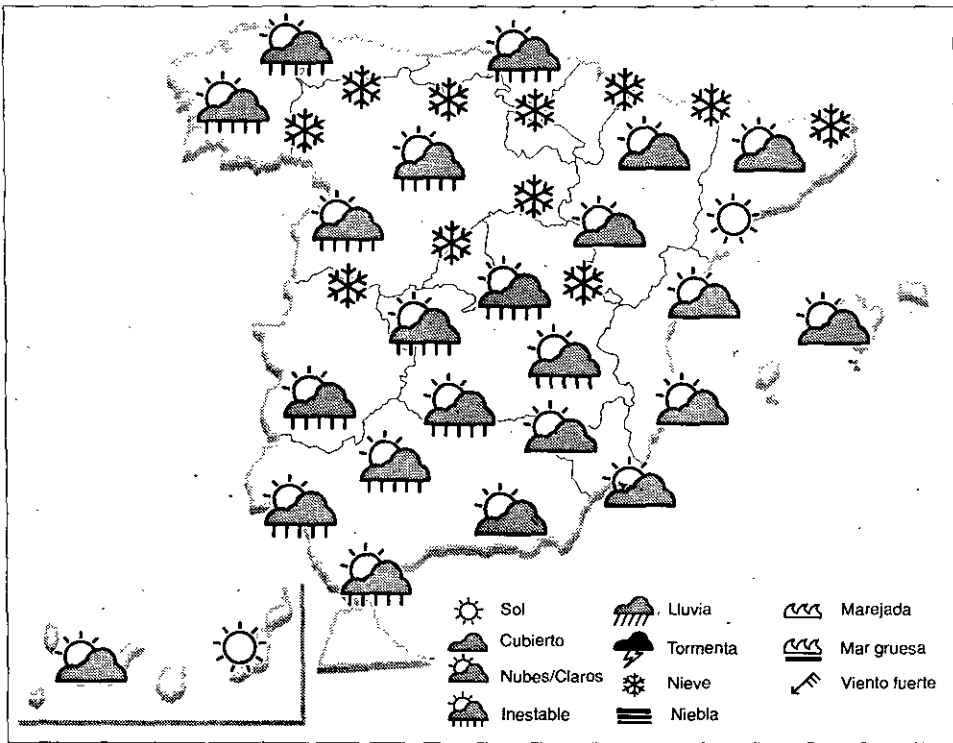 Sol
Cubierto
Nubes/Claros
Inestable
Lluvia
Tormenta
Nieve
Niebla
Marejada
Mar gruesa
Viento fuerte